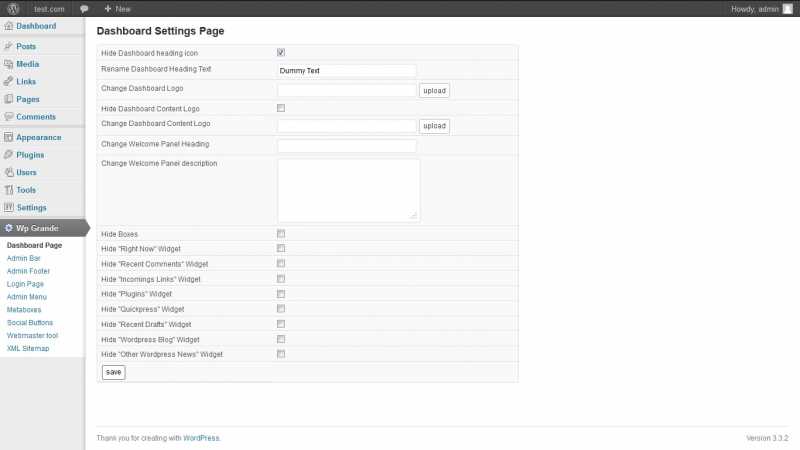 test.com + New Howdy, admin
Dashboard
Posts
Media
Links
Pages
Comments
Appearance
Plugins
Users
Tools
Settings
Wp Grande
Dashboard Page
Admin Bar
Admin Footer
Login Page
Admin Menu
Metaboxes
Social Buttons
Webmaster tool
XML Sitemap
Dashboard Settings Page
Hide Dashboard heading icon
Rename Dashboard Heading Text Dummy Text
Change Dashboard Logo upload
Hide Dashboard Content Logo
Change Dashboard Content Logo upload
Change Welcome Panel Heading
Change Welcome Panel description
Hide Boxes
Hide "Right Now" Widget
Hide "Recent Comments" Widget
Hide "Incomings Links" Widget
Hide "Plugins" Widget
Hide "Quickpress" Widget
Hide "Recent Drafts" Widget
Hide "Wordpress Blog" Widget
Hide "Other Wordpress News" Widget
save
Thank you for creating with WordPress. Version 3.3.2